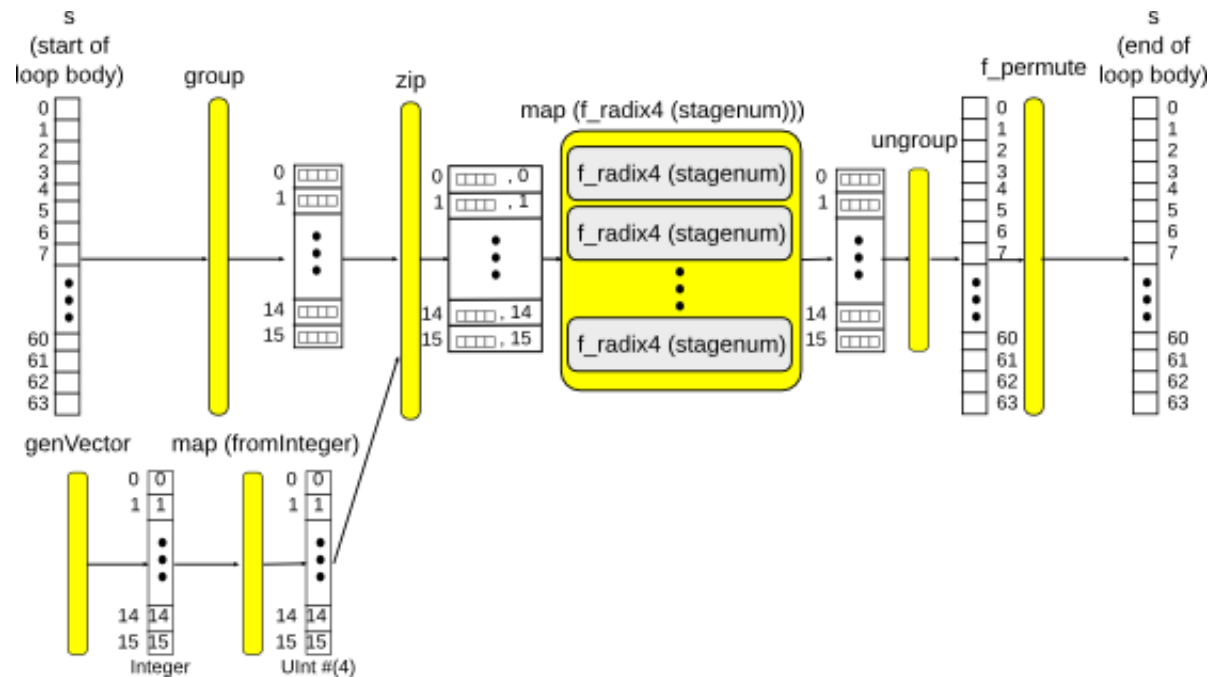 s
(start of
loop body)
group
zip
map (f_radix4 (stagenum)))
ungroup
f_permute
s
(end of
loop body)
0
1
2
3
4
5
6
7
60
61
62
63
0
1
14
15
0 , 0
1 , 1
14 , 14
15 , 15
f_radix4 (stagenum)
f_radix4 (stagenum)
f_radix4 (stagenum)
0
1
14
15
0
1
2
3
4
5
6
7
60
61
62
63
0
1
2
3
4
5
6
7
60
61
62
63
genVector
map (fromInteger)
0 0
1 1
14 14
15 15
Integer
0 0
1 1
14 14
15 15
UInt #(4)